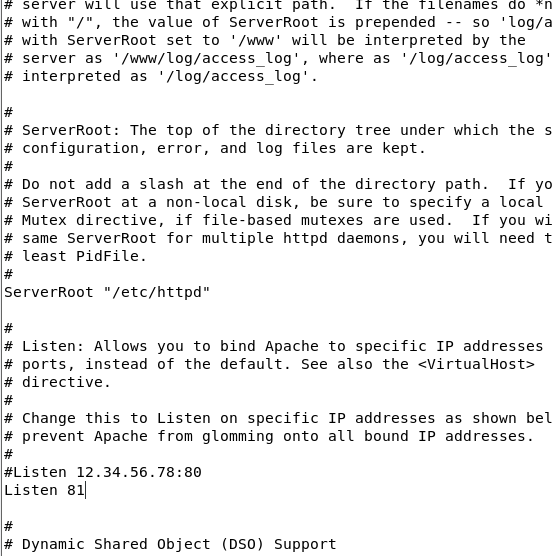 # server will use that explicit path.  If the filenames do *n
# with "/", the value of ServerRoot is prepended -- so 'log/a
# with ServerRoot set to '/www' will be interpreted by the
# server as '/www/log/access_log', where as '/log/access_log'
# interpreted as '/log/access_log'.

#
# ServerRoot: The top of the directory tree under which the s
# configuration, error, and log files are kept.
#
# Do not add a slash at the end of the directory path.  If yo
# ServerRoot at a non-local disk, be sure to specify a local
# Mutex directive, if file-based mutexes are used.  If you wi
# same ServerRoot for multiple httpd daemons, you will need t
# least PidFile.
#
ServerRoot "/etc/httpd"

#
# Listen: Allows you to bind Apache to specific IP addresses
# ports, instead of the default. See also the <VirtualHost>
# directive.
#
# Change this to Listen on specific IP addresses as shown bel
# prevent Apache from glomming onto all bound IP addresses.
#
#Listen 12.34.56.78:80
Listen 81

#
# Dynamic Shared Object (DSO) Support